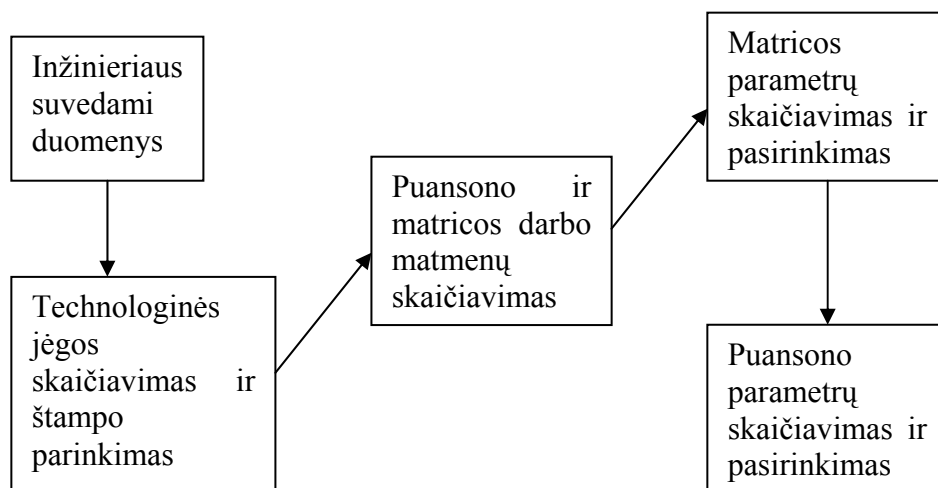 Inžinieriaus
suvedami
duomenys
Technologinės
jėgos
skaičiavimas ir
štampo
parinkimas
Puansono ir
matricos darbo
matmenų
skaičiavimas
Matricos
parametrų
skaičiavimas ir
pasirinkimas
Puansono
parametrų
skaičiavimas ir
pasirinkimas